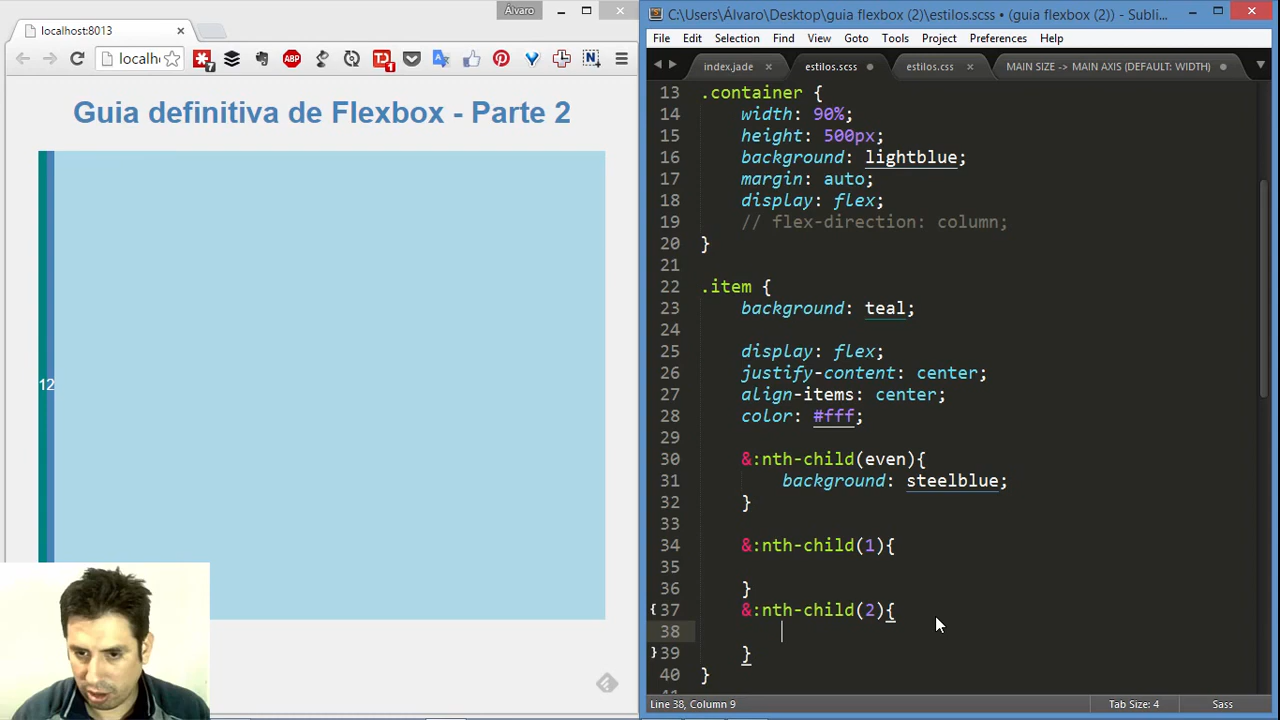 Álvaro
localhost:8013
localh
7
1
Guia definitiva de Flexbox - Parte 2
12
C:\Users\Álvaro\Desktop\guia flexbox (2)\estilos.scss • (guia flexbox (2)) - Subli...
File Edit Selection Find View Goto Tools Project Preferences Help
index.jade estilos.scss estilos.css MAIN SIZE -> MAIN AXIS (DEFAULT: WIDTH)
13 .container {
14 width: 90%;
15 height: 500px;
16 background: lightblue;
17 margin: auto;
18 display: flex;
19 // flex-direction: column;
20 }
21
22 .item {
23 background: teal;
24
25 display: flex;
26 justify-content: center;
27 align-items: center;
28 color: #fff;
29
30 &:nth-child(even){
31 background: steelblue;
32 }
33
34 &:nth-child(1){
35
36 }
37 &:nth-child(2){
38
39 }
40 }
Line 38, Column 9 Tab Size: 4 Sass